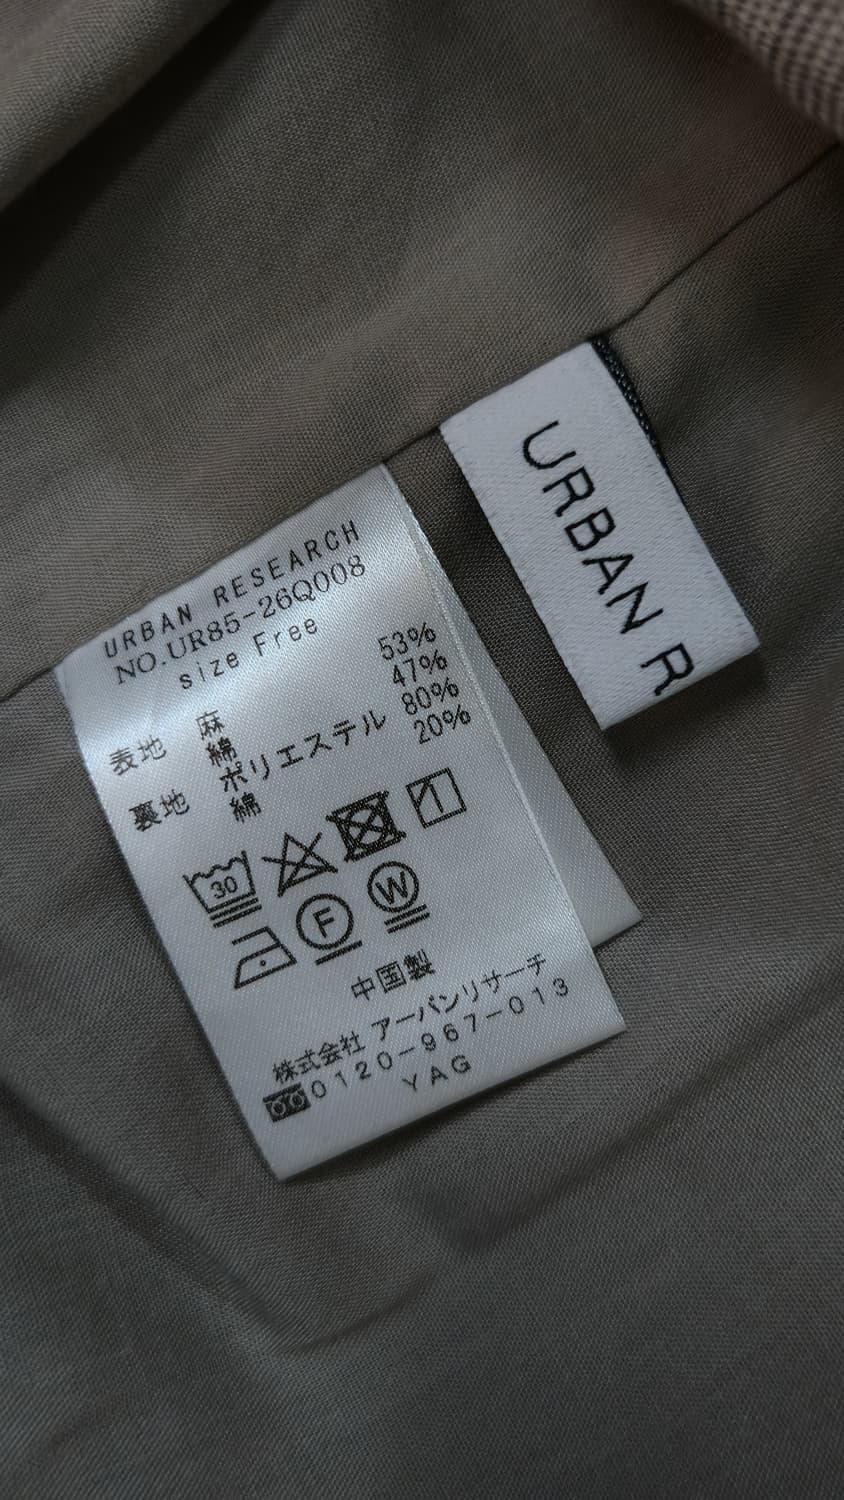 URBAN RESEARCH
NO.UR85-26Q008
size Free
表地 麻 53%
綿 47%
裏地 ポリエステル 80%
綿 20%
30
F W
中国製
株式会社 アーバンリサーチ
0120-967-013
YAG
URBAN R